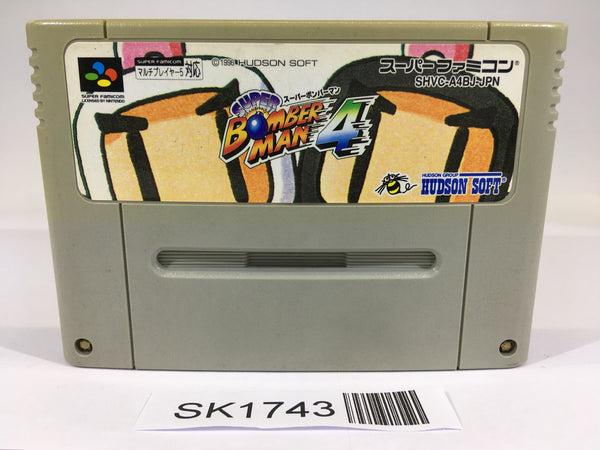 SUPER FAMICOM
マルチプレイヤー5 対応
SUPER FAMICOM
LICENSED BY NINTENDO
©1996 HUDSON SOFT
スーパーファミコン®
SHVC-A4BJ-JPN
スーパーボンバーマン
SUPER
BOMBER
MAN 4
HUDSON GROUP
HUDSON SOFT®
SK1743